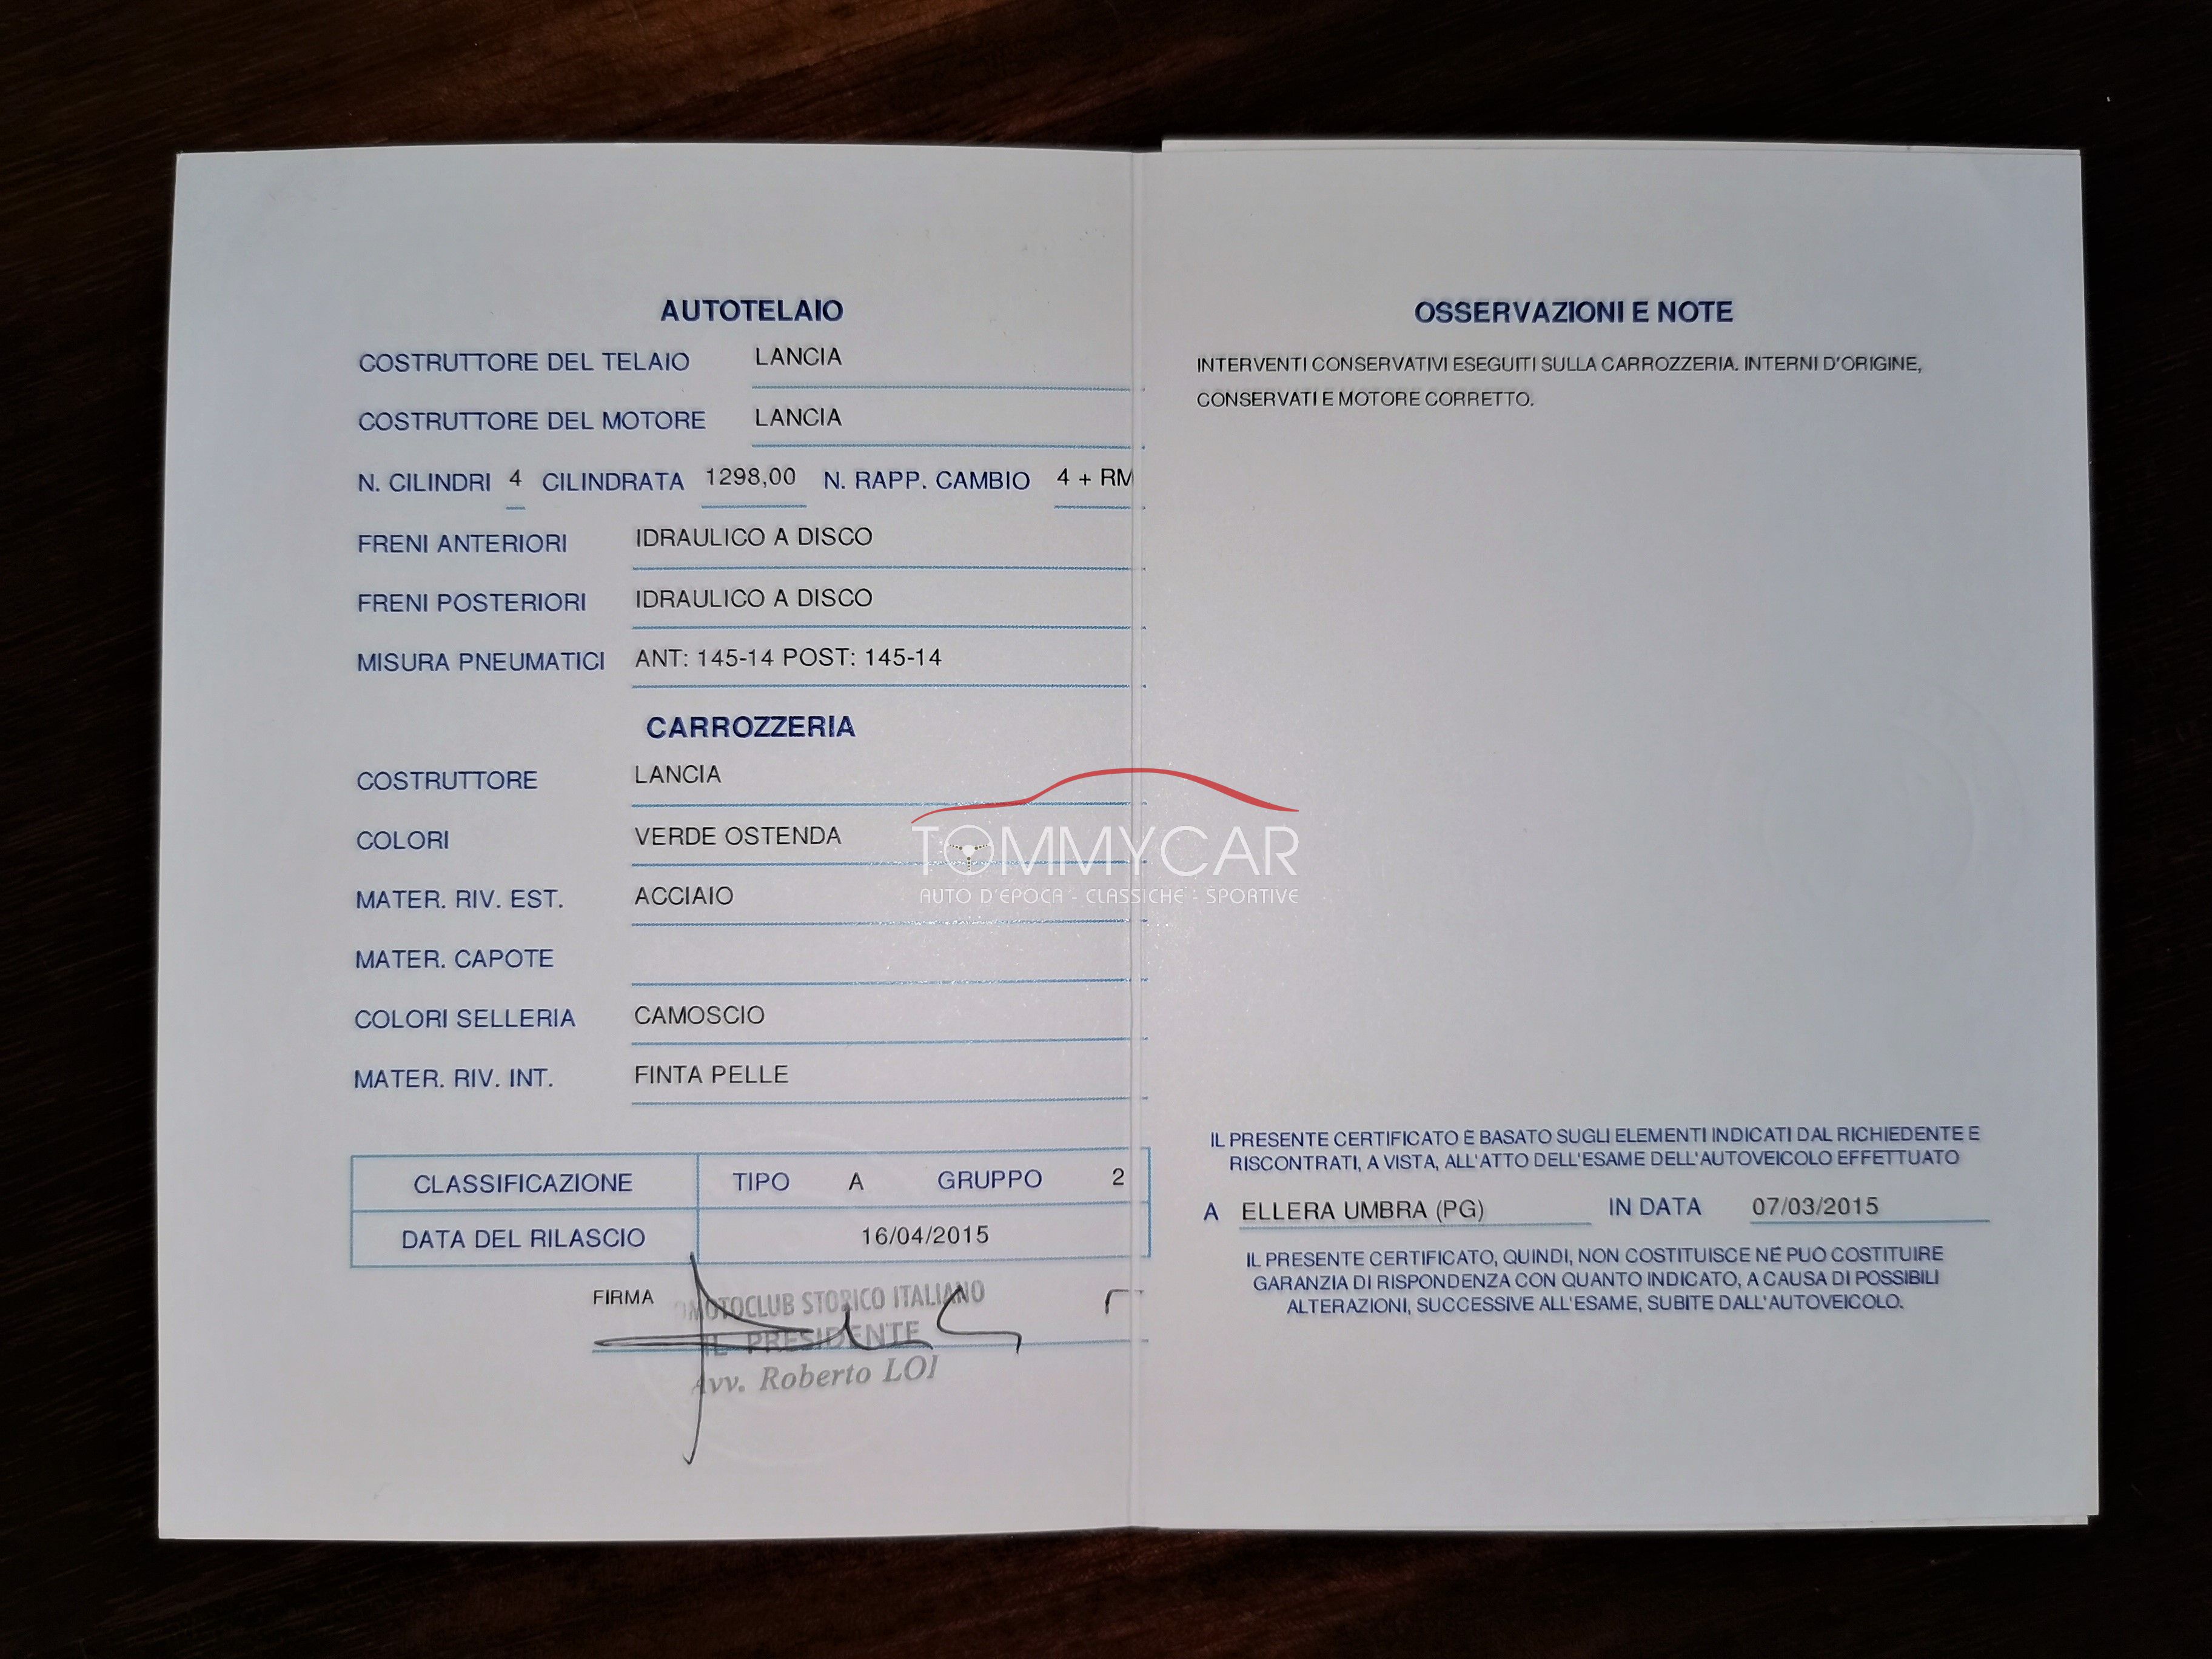 AUTOTELAIO
COSTRUTTORE DEL TELAIO LANCIA
COSTRUTTORE DEL MOTORE LANCIA
N. CILINDRI 4 CILINDRATA 1298,00 N. RAPP. CAMBIO 4 + RM
FRENI ANTERIORI IDRAULICO A DISCO
FRENI POSTERIORI IDRAULICO A DISCO
MISURA PNEUMATICI ANT: 145-14 POST: 145-14
CARROZZERIA
COSTRUTTORE LANCIA
COLORI VERDE OSTENDA
MATER. RIV. EST. ACCIAIO
MATER. CAPOTE
COLORI SELLERIA CAMOSCIO
MATER. RIV. INT. FINTA PELLE
CLASSIFICAZIONE TIPO A GRUPPO 2
DATA DEL RILASCIO 16/04/2015
FIRMA
OMOTOCLUB STORICO ITALIANO
IL PRESIDENTE
Avv. Roberto LOI
OSSERVAZIONI E NOTE
INTERVENTI CONSERVATIVI ESEGUITI SULLA CARROZZERIA. INTERNI D'ORIGINE,
CONSERVATI E MOTORE CORRETTO.
IL PRESENTE CERTIFICATO È BASATO SUGLI ELEMENTI INDICATI DAL RICHIEDENTE E
RISCONTRATI, A VISTA, ALL'ATTO DELL'ESAME DELL'AUTOVEICOLO EFFETTUATO
A ELLERA UMBRA (PG) IN DATA 07/03/2015
IL PRESENTE CERTIFICATO, QUINDI, NON COSTITUISCE NÉ PUÒ COSTITUIRE
GARANZIA DI RISPONDENZA CON QUANTO INDICATO, A CAUSA DI POSSIBILI
ALTERAZIONI, SUCCESSIVE ALL'ESAME, SUBITE DALL'AUTOVEICOLO.
TOMMYCAR
AUTO D'EPOCA - CLASSICHE - SPORTIVE